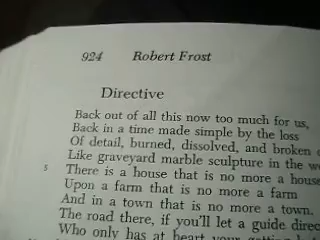 924 Robert Frost
Directive
Back out of all this now too much for us,
Back in a time made simple by the loss
Of detail, burned, dissolved, and broken
Like graveyard marble sculpture in the
5 There is a house that is no more a house
Upon a farm that is no more a farm
And in a town that is no more a town.
The road there, if you'll let a guide
Who only has at heart your getting